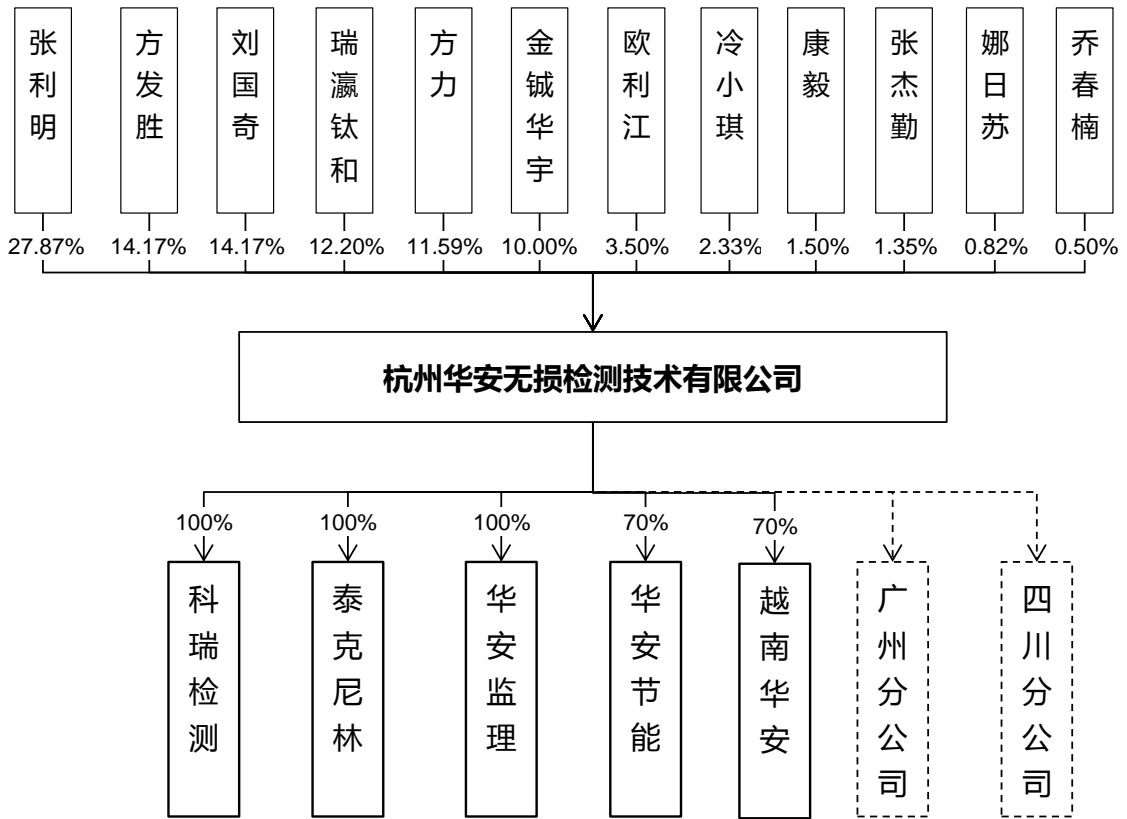 张利明
方发胜
刘国奇
瑞瀛钛和
方力
金铖华宇
欧利江
冷小琪
康毅
张杰勤
娜日苏
乔春楠
27.87%
14.17%
14.17%
12.20%
11.59%
10.00%
3.50%
2.33%
1.50%
1.35%
0.82%
0.50%
杭州华安无损检测技术有限公司
100%
100%
100%
70%
70%
科瑞检测
泰克尼林
华安监理
华安节能
越南华安
广州分公司
四川分公司